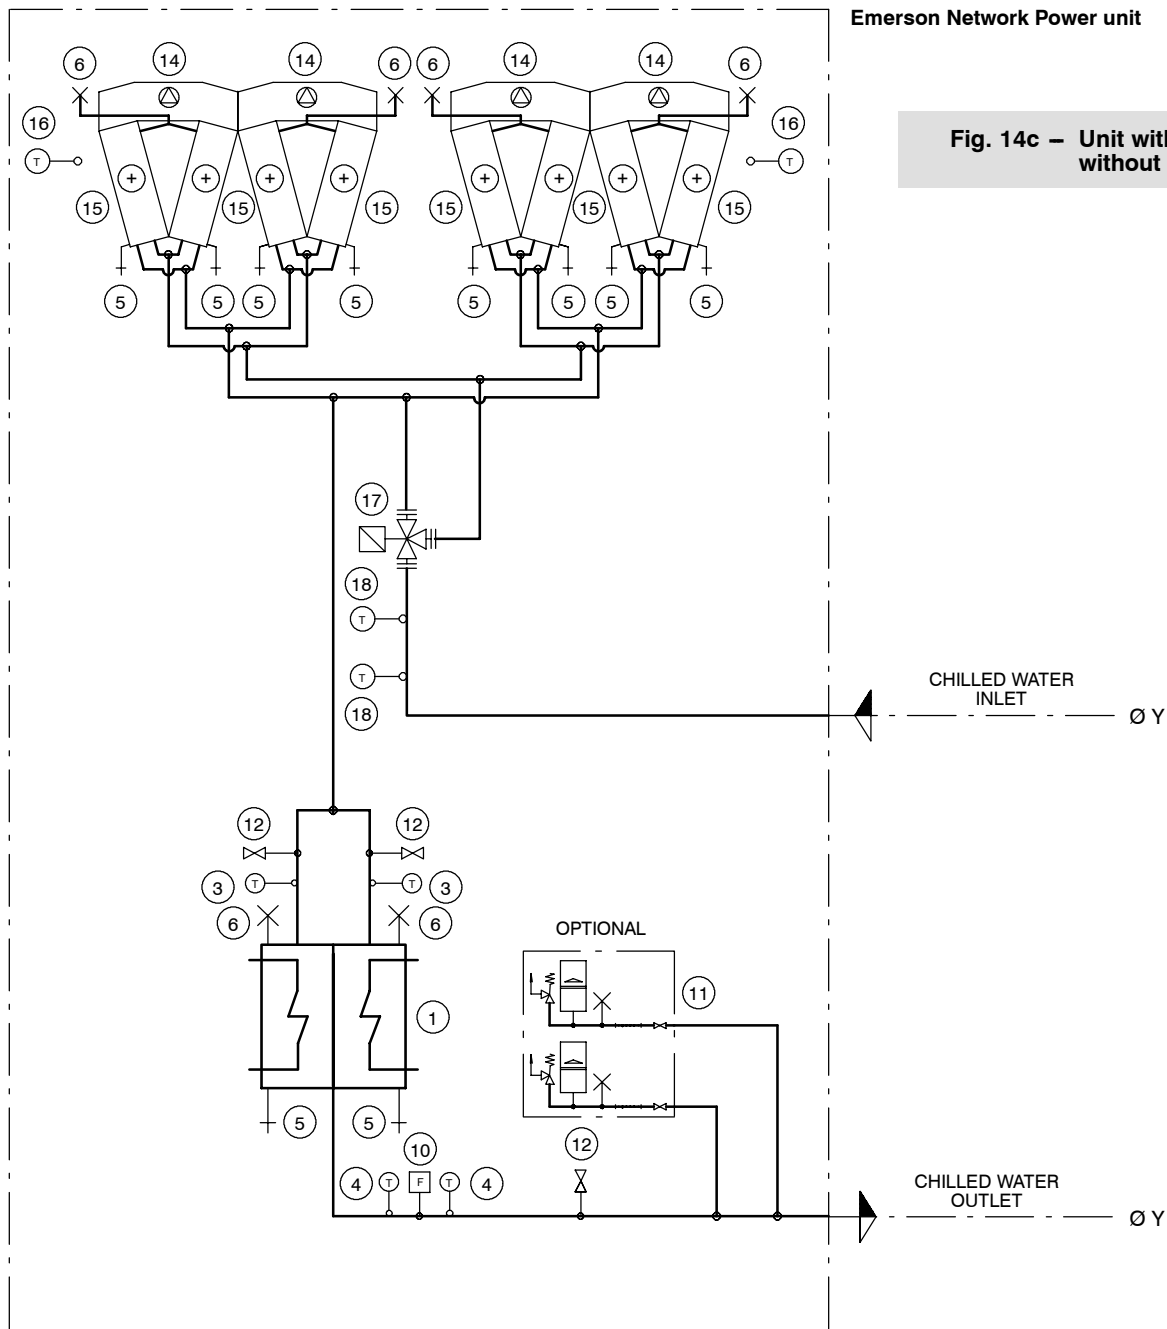 Emerson Network Power unit
6 14 14 6 6 14 14 6
16 16
Fig. 14c – Unit with
without
T T
+ + + + + + + +
15 15 15 15 15 15
5 5 5 5 5 5 5 5
17
18
T
T
18
CHILLED WATER
INLET
Ø Y
12 12
3 T T 3
6 6
OPTIONAL
11
1
5 5
10
12
4 T F T 4
CHILLED WATER
OUTLET
Ø Y